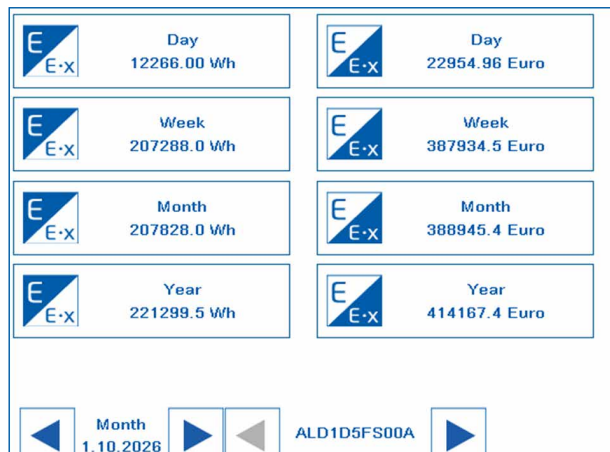 E
E·x
Day
12266.00 Wh
E
E·x
Day
22954.96 Euro
E
E·x
Week
207288.0 Wh
E
E·x
Week
387934.5 Euro
E
E·x
Month
207828.0 Wh
E
E·x
Month
388945.4 Euro
E
E·x
Year
221299.5 Wh
E
E·x
Year
414167.4 Euro
Month
1.10.2026
ALD1D5FS00A